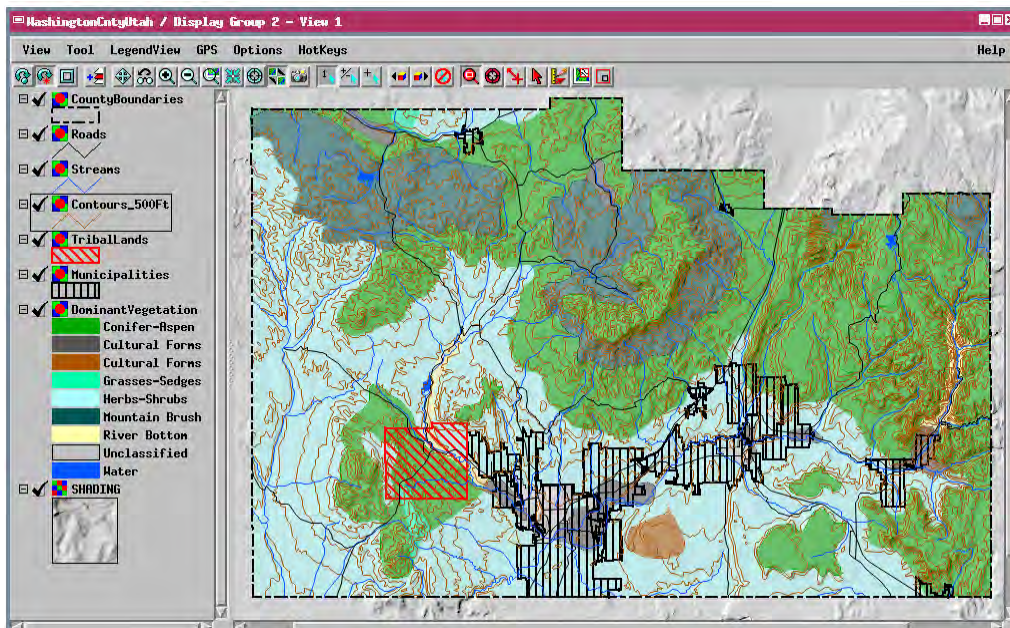 WashingtonCntyUtah / Display Group 2 - View 1
View Tool LegendView GPS Options HotKeys Help
CountyBoundaries
Roads
Streams
Contours_500Ft
TribalLands
Municipalities
DominantVegetation
Conifer-Aspen
Cultural Forms
Cultural Forms
Grasses-Sedges
Herbs-Shrubs
Mountain Brush
River Bottom
Unclassified
Water
SHADING